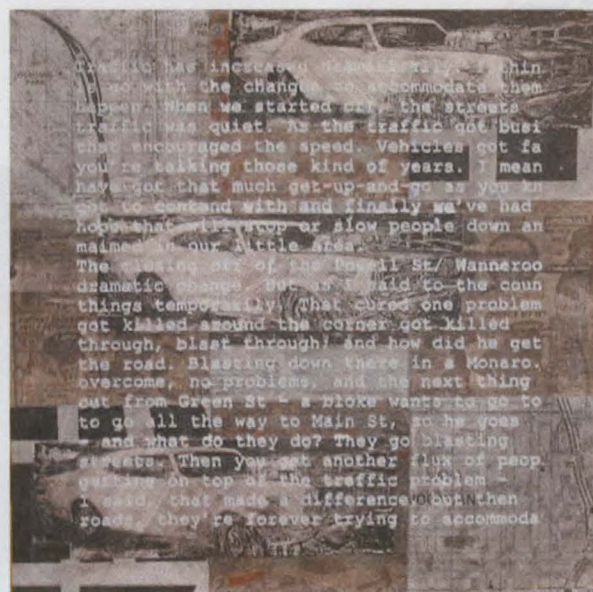 Traffic has increased dramatically thin
go with the changes to accommodate them
happen. When we started off, the streets
traffic was quiet. As the traffic got busi
that encouraged the speed. Vehicles got fa
you're talking those kind of years. I mean
have got that much get-up-and-go as you kn
got to contend with and finally we've had
hope that will stop or slow people down an
maimed in our little area.
The closing off of the Powell St/ Wanneroo
dramatic change. But as I said to the coun
things temporarily. That cured one problem
got killed around the corner got killed
through, blast through! and how did he get
the road. Blasting down there in a Monaro.
overcome, no problems, and the next thing
out from Green St - a bloke wants to go to
to go all the way to Main St, so he goes
- and what do they do? They go blasting
streets. Then you get another flux of peop
getting on top of the traffic problem -
I said, that made a difference but then
roads, they're forever trying to accommoda